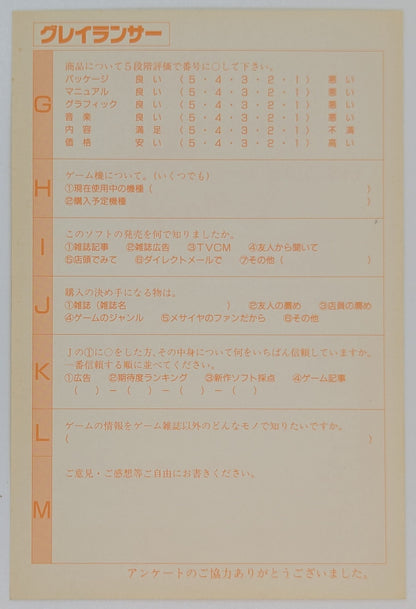 グレイランサー
G
商品について5段階評価で番号に○して下さい。
パッケージ 良い (5・4・3・2・1) 悪い
マニュアル 良い (5・4・3・2・1) 悪い
グラフィック 良い (5・4・3・2・1) 悪い
音楽 良い (5・4・3・2・1) 悪い
内容 満足 (5・4・3・2・1) 不満
価格 安い (5・4・3・2・1) 高い
H
ゲーム機について。(いくつでも)
①現在使用中の機種( )
②購入予定機種
I
このソフトの発売を何で知りましたか。
①雑誌記事 ②雑誌広告 ③TVCM ④友人から聞いて
⑤店頭でみて ⑥ダイレクトメールで ⑦その他( )
J
購入の決め手になる物は。
①雑誌(雑誌名 ) ②友人の薦め ③店員の薦め
④ゲームのジャンル ⑤メサイヤのファンだから ⑥その他
K
Jの①に○をした方、その中身について何をいちばん信頼していますか。
一番信頼する順に並べてください。
①広告 ②期待度ランキング ③新作ソフト採点 ④ゲーム記事
( )-( )-( )-( )
L
ゲームの情報をゲーム雑誌以外のどんなモノで知りたいですか。
( )
M
ご意見・ご感想等ご自由にお書きください。
アンケートのご協力ありがとうございました。